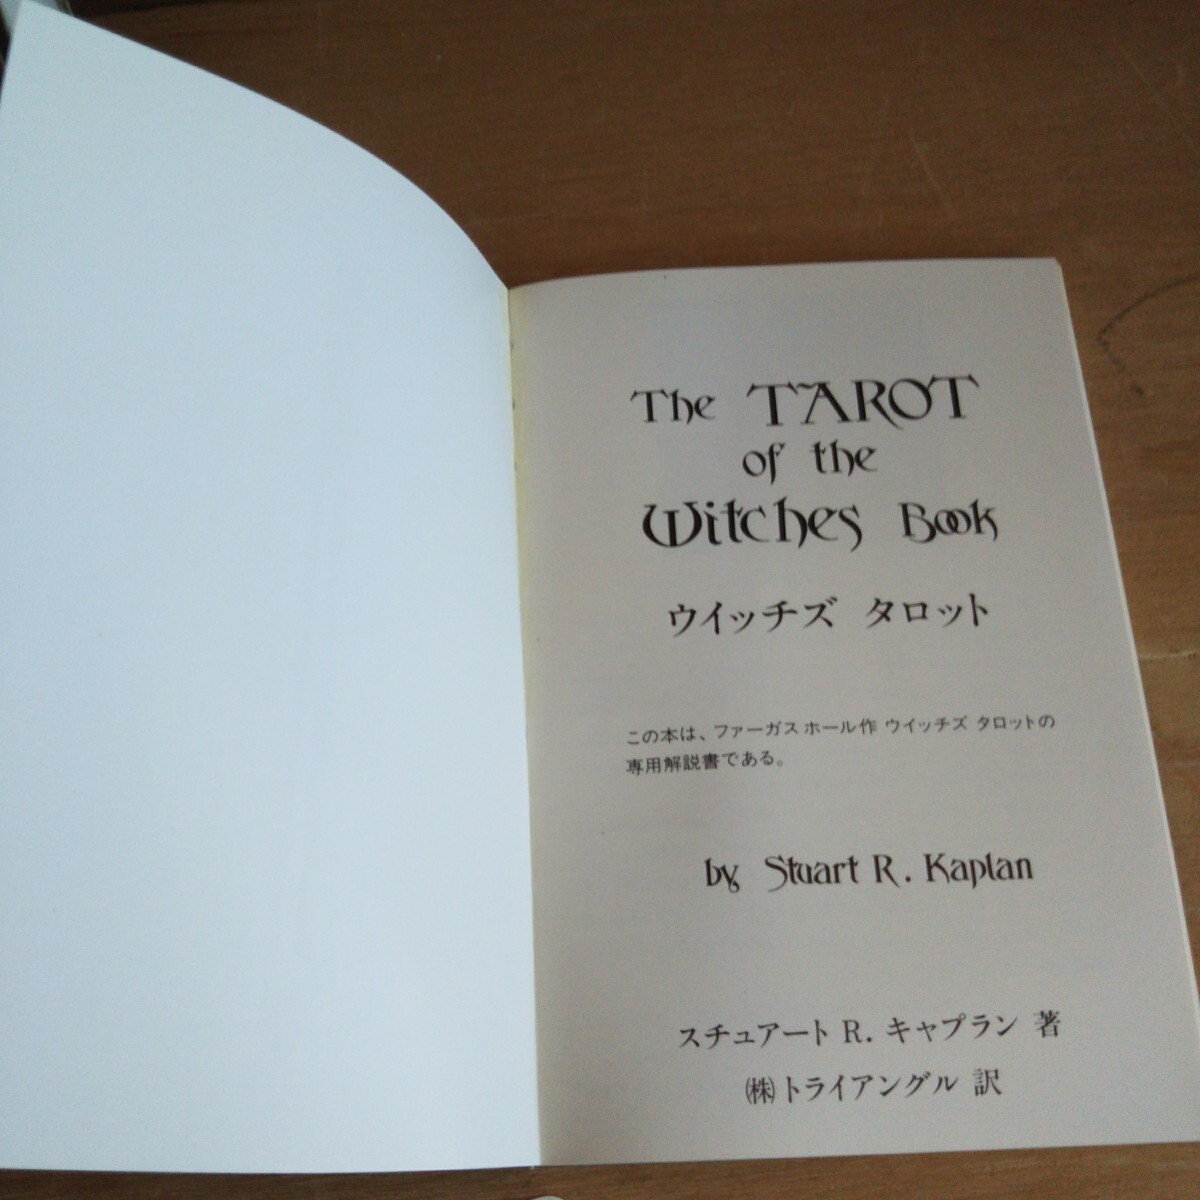 The TAROT
of the
Witches Book
ウイッチズ タロット
この本は、ファーガス ホール作 ウイッチズ タロットの
専用解説書である。
by Stuart R. Kaplan
スチュアート R. キャプラン 著
㈱トライアングル 訳